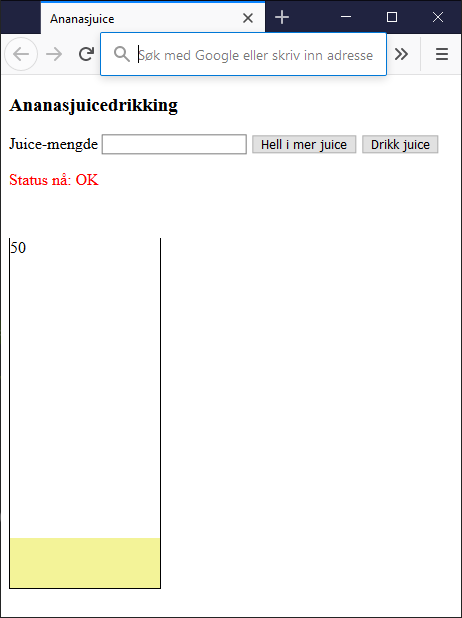 Ananasjuice
Søk med Google eller skriv inn adresse
Ananasjuicedrikking
Juice-mengde Hell i mer juice Drikk juice
Status nå: OK
50